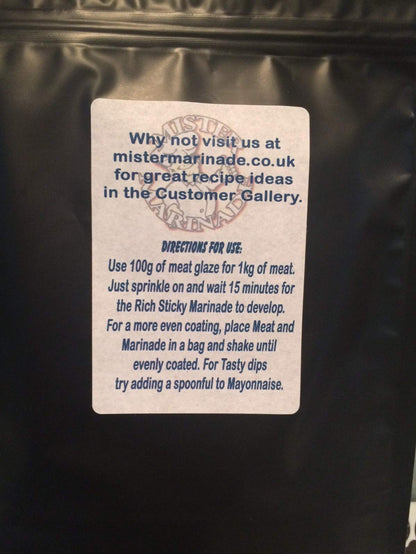 MISTER
MARINADE
Why not visit us at
mistermarinade.co.uk
for great recipe ideas
in the Customer Gallery.
DIRECTIONS FOR USE:
Use 100g of meat glaze for 1kg of meat.
Just sprinkle on and wait 15 minutes for
the Rich Sticky Marinade to develop.
For a more even coating, place Meat and
Marinade in a bag and shake until
evenly coated. For Tasty dips
try adding a spoonful to Mayonnaise.